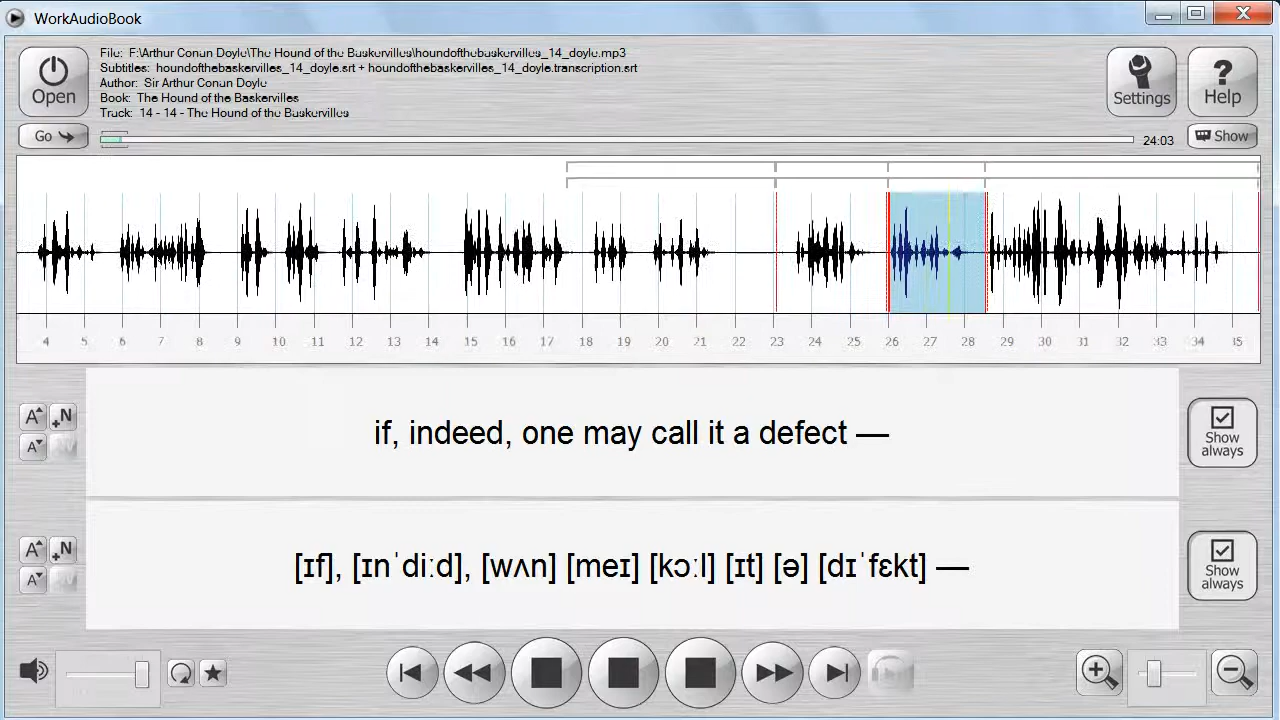 WorkAudioBook
File: F:\Arthur Conan Doyle\The Hound of the Baskervilles\houndofthebaskervilles_14_doyle.mp3
Subtitles: houndofthebaskervilles_14_doyle.srt + houndofthebaskervilles_14_doyle.transcription.srt
Author: Sir Arthur Conan Doyle
Book: The Hound of the Baskervilles
Track: 14 - 14 - The Hound of the Baskervilles
Open
Settings
Help
Go
24:03
Show
4 5 6 7 8 9 10 11 12 13 14 15 16 17 18 19 20 21 22 23 24 25 26 27 28 29 30 31 32 33 34 35
A N
A
if, indeed, one may call it a defect —
Show always
A N
A
[ɪf], [ɪnˈdiːd], [wʌn] [meɪ] [kɔːl] [ɪt] [ə] [dɪˈfɛkt] —
Show always